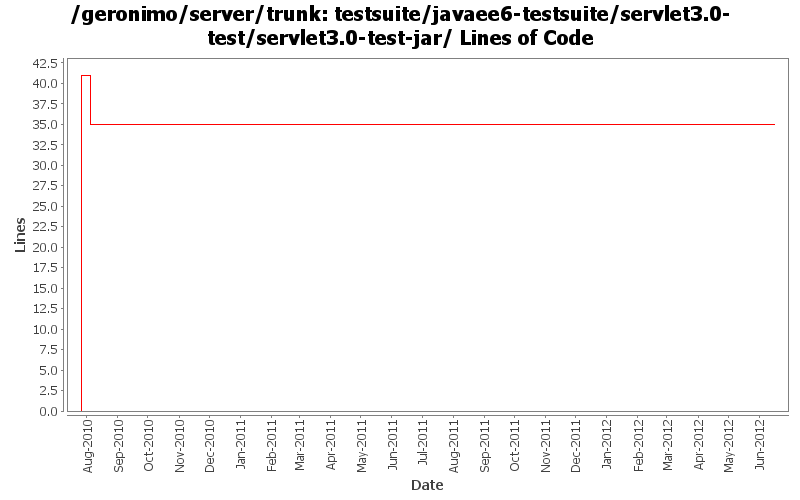 /geronimo/server/trunk: testsuite/javaee6-testsuite/servlet3.0-
test/servlet3.0-test-jar/ Lines of Code
42.5
40.0
37.5
35.0
32.5
30.0
27.5
25.0
22.5
20.0
17.5
15.0
12.5
10.0
7.5
5.0
2.5
0.0
Lines
Aug-2010
Sep-2010
Oct-2010
Nov-2010
Dec-2010
Jan-2011
Feb-2011
Mar-2011
Apr-2011
May-2011
Jun-2011
Jul-2011
Aug-2011
Sep-2011
Oct-2011
Nov-2011
Dec-2011
Jan-2012
Feb-2012
Mar-2012
Apr-2012
May-2012
Jun-2012
Date